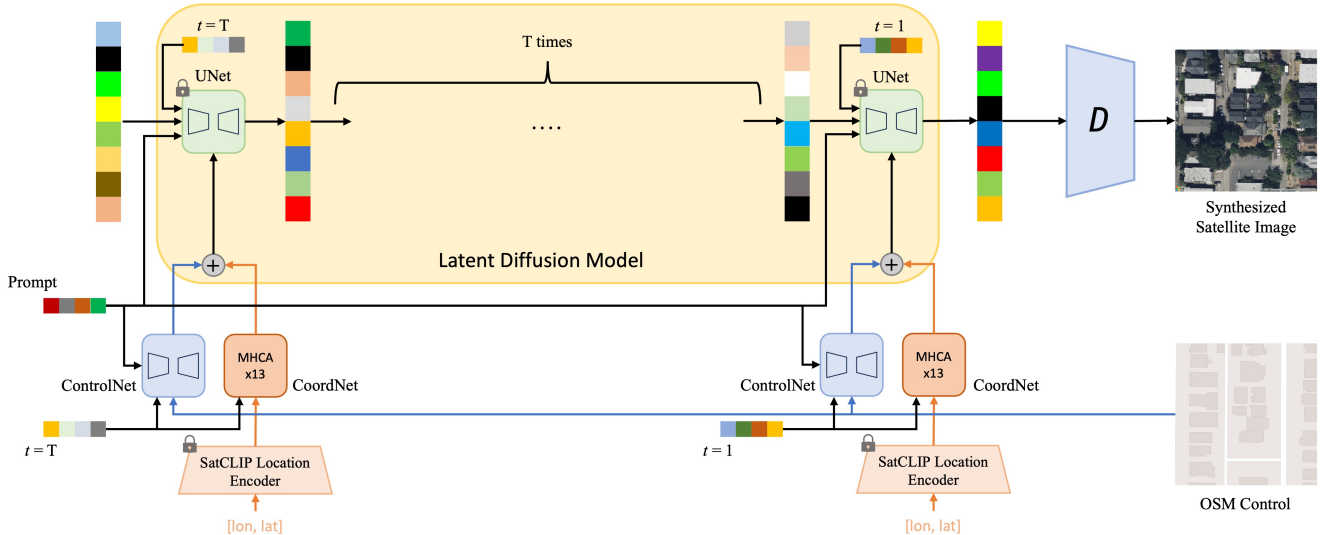 t = T
UNet
T times
t = 1
UNet
....
D
Synthesized
Satellite Image
+
Latent Diffusion Model
+
Prompt
ControlNet
MHCA
x13
CoordNet
ControlNet
MHCA
x13
CoordNet
t = T
SatCLIP Location
Encoder
[lon, lat]
t = 1
SatCLIP Location
Encoder
[lon, lat]
OSM Control